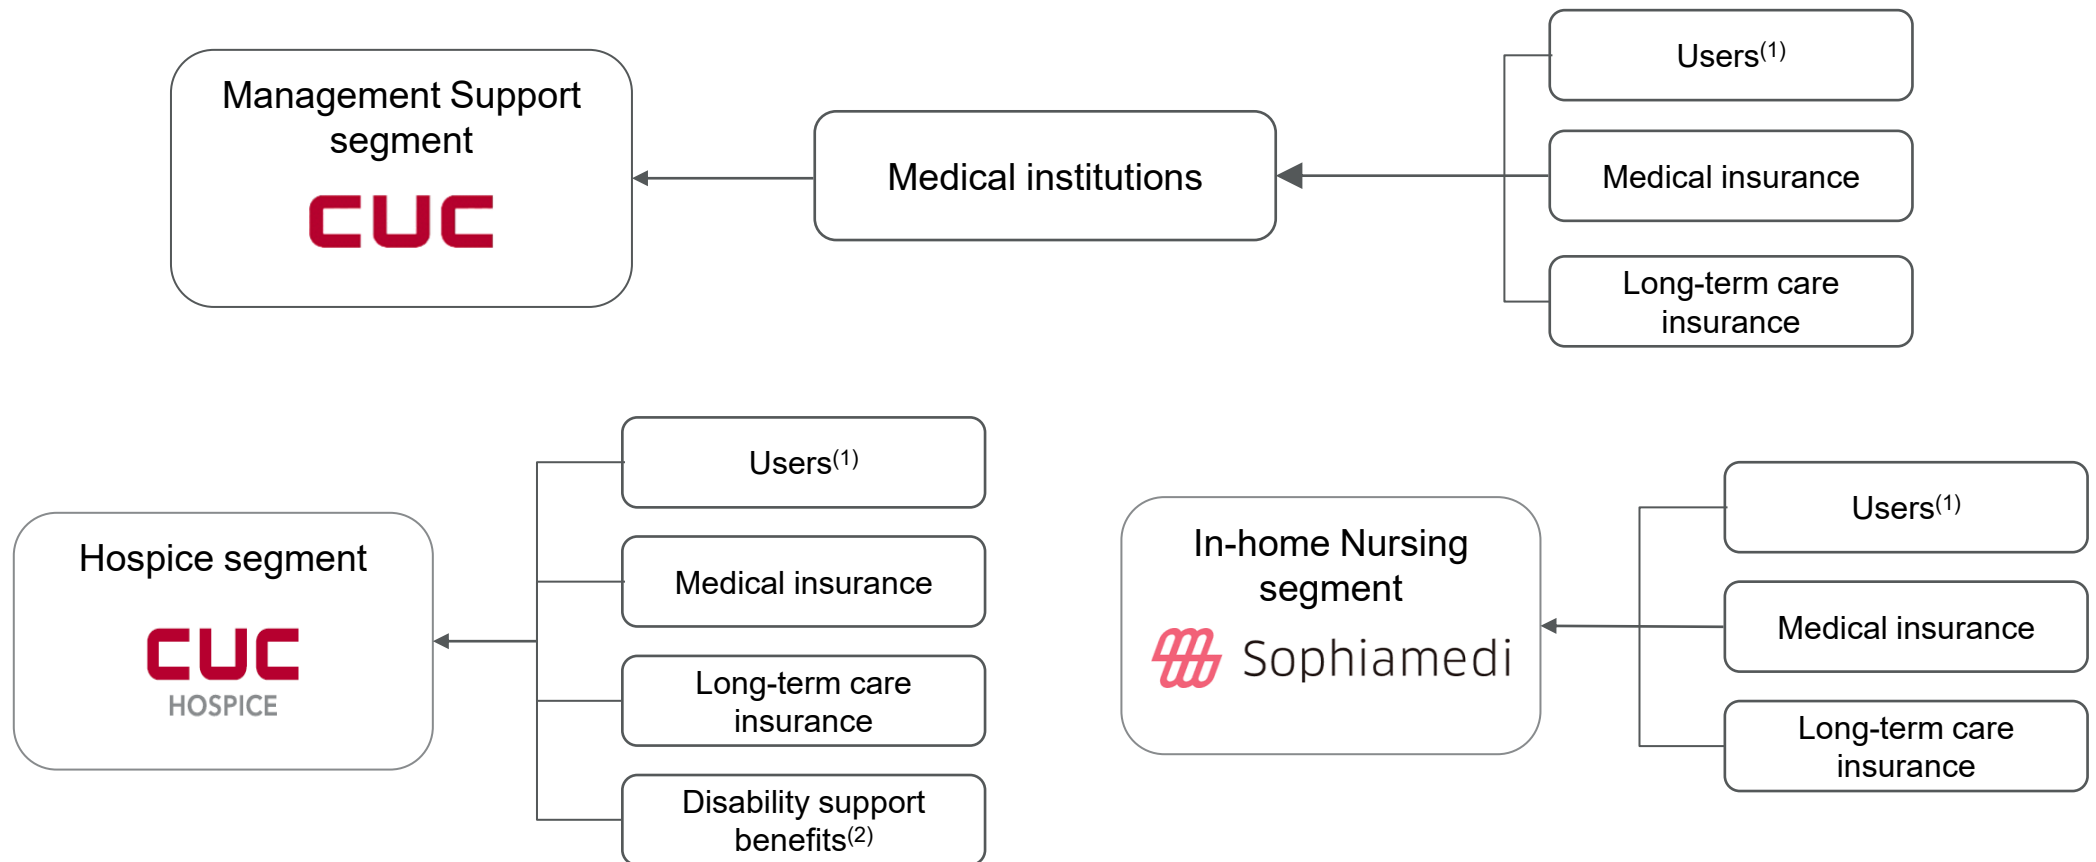 Management Support
segment
CUC
Medical institutions
Users(1)
Medical insurance
Long-term care
insurance
Hospice segment
CUC
HOSPICE
Users(1)
Medical insurance
Long-term care
insurance
Disability support
benefits(2)
In-home Nursing
segment
Sophiamedi
Users(1)
Medical insurance
Long-term care
insurance